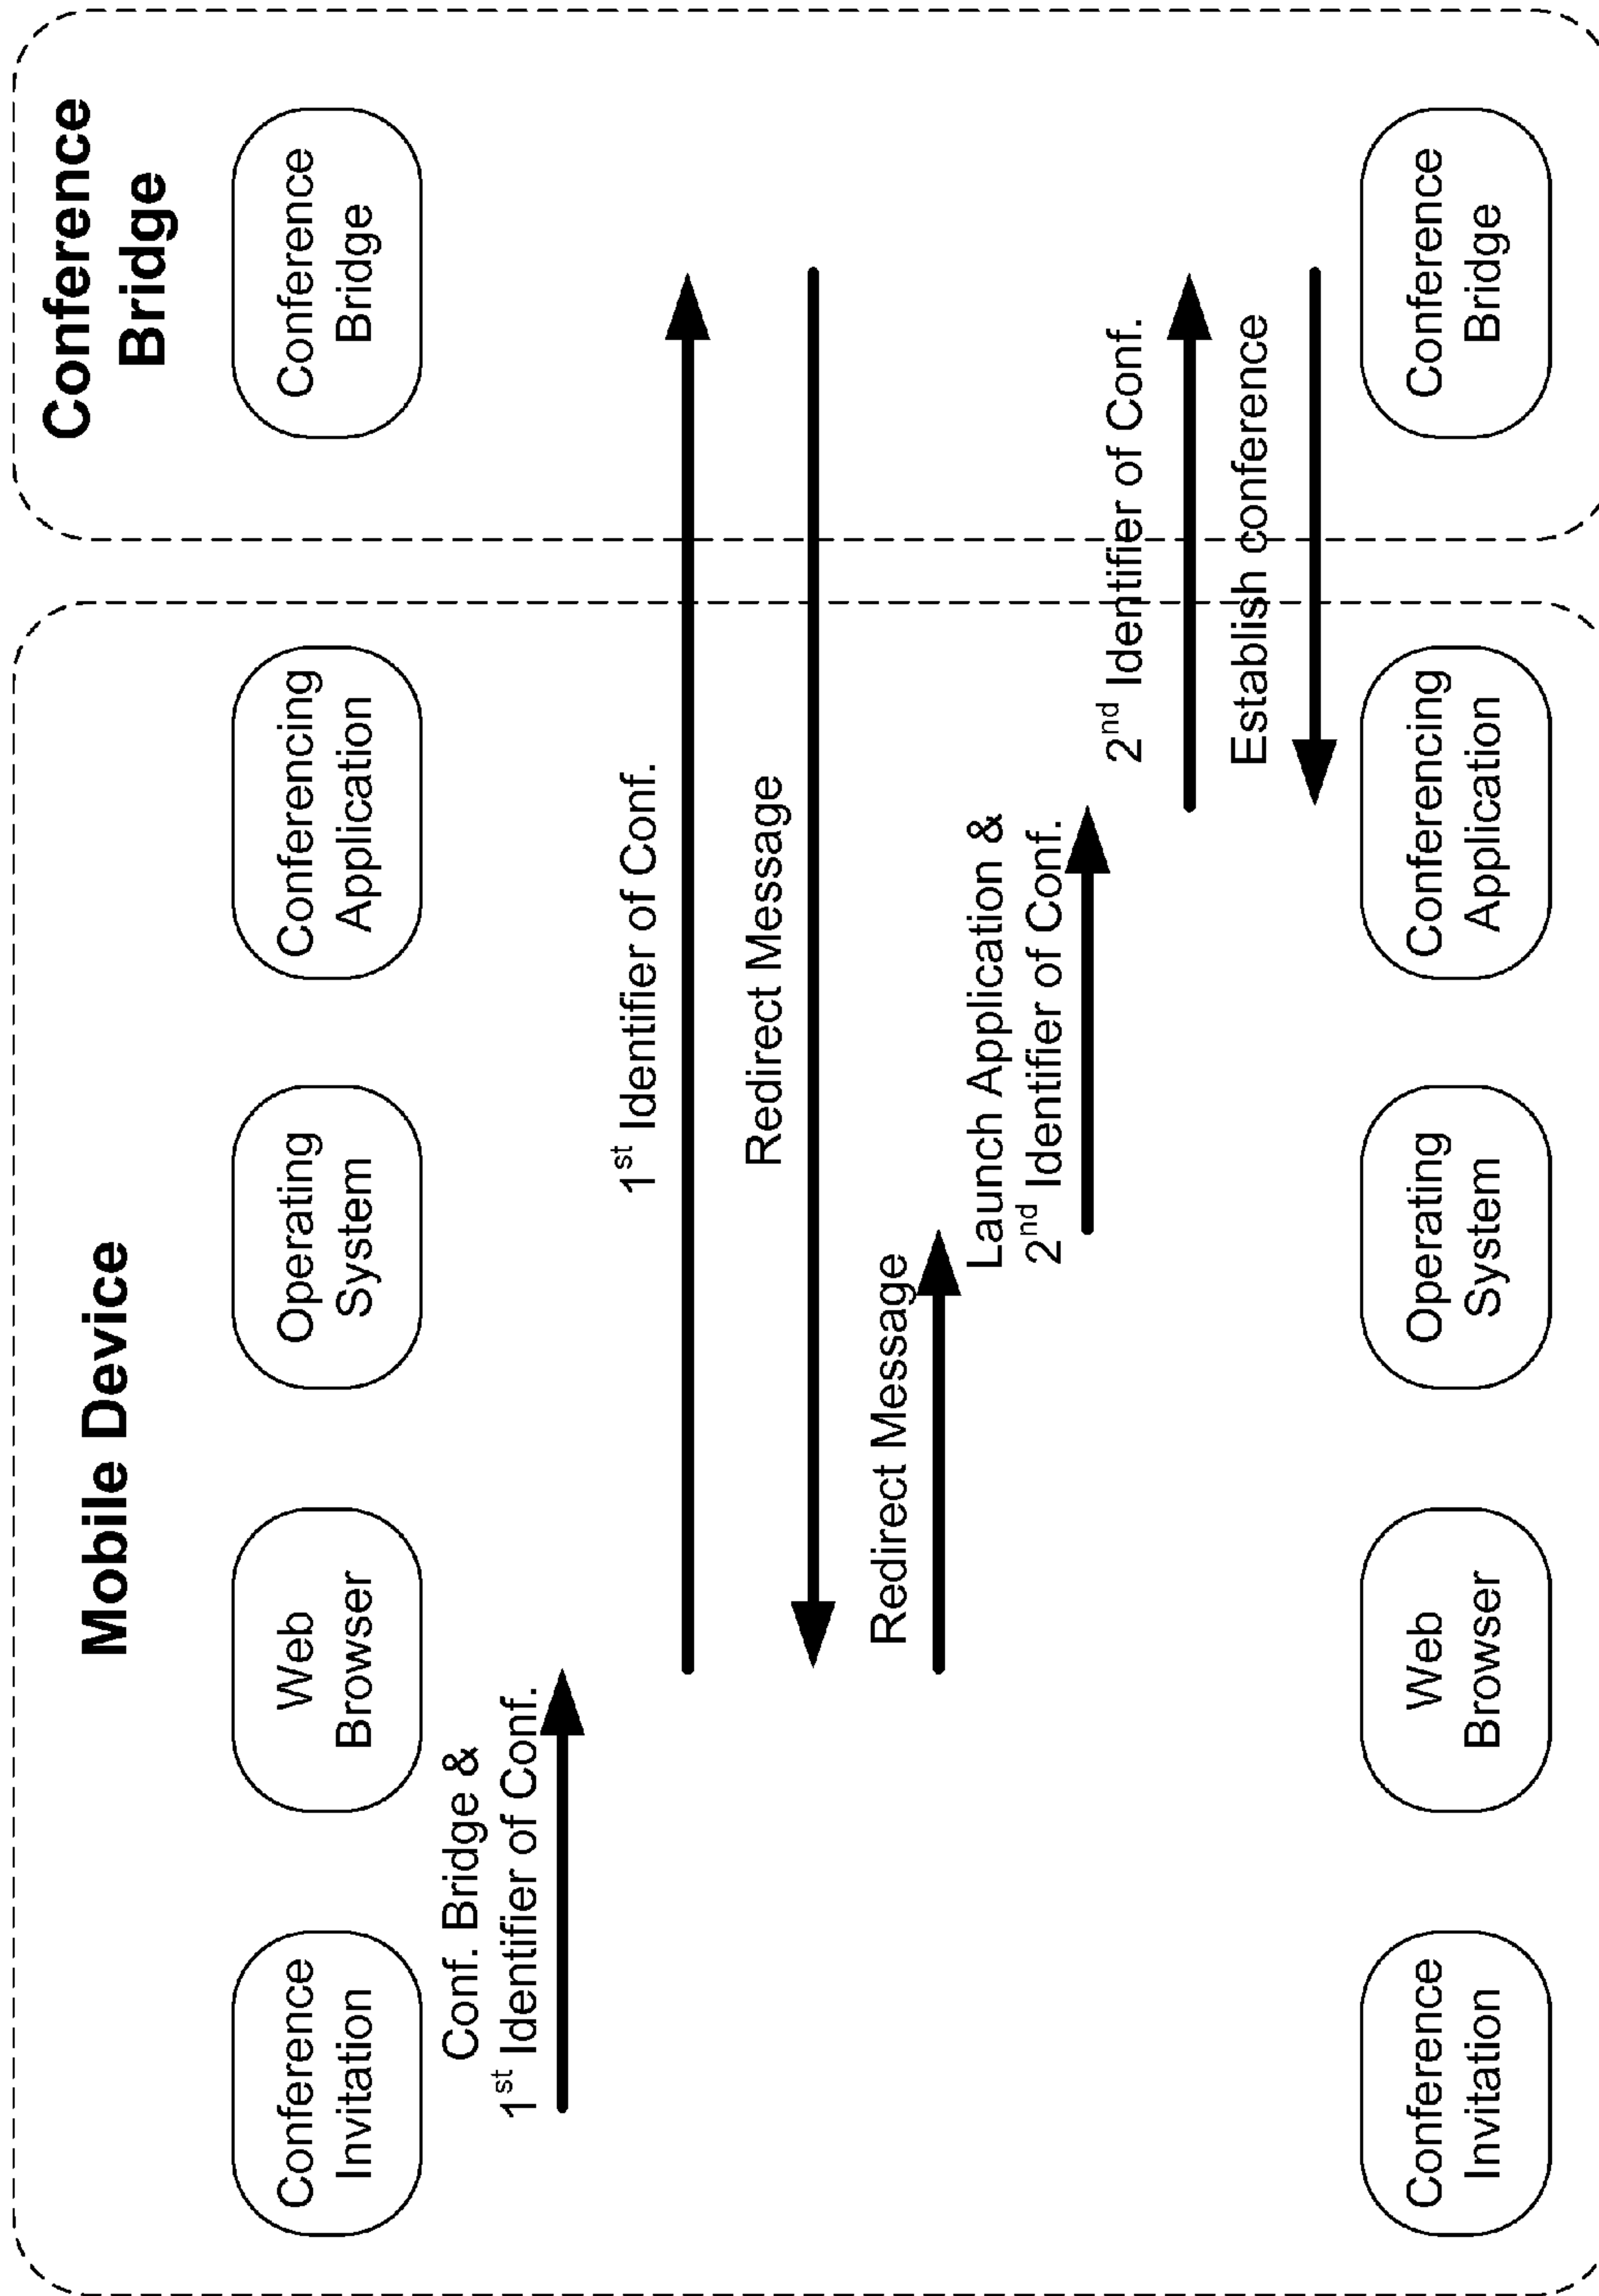 Mobile Device
Conference
Bridge
Conference
Invitation
Web
Browser
Operating
System
Conferencing
Application
Conference
Bridge
Conf. Bridge &
1st Identifier of Conf.
1st Identifier of Conf.
Redirect Message
Redirect Message
Launch Application &
2nd Identifier of Conf.
2nd Identifier of Conf.
Establish conference
Conference
Invitation
Web
Browser
Operating
System
Conferencing
Application
Conference
Bridge